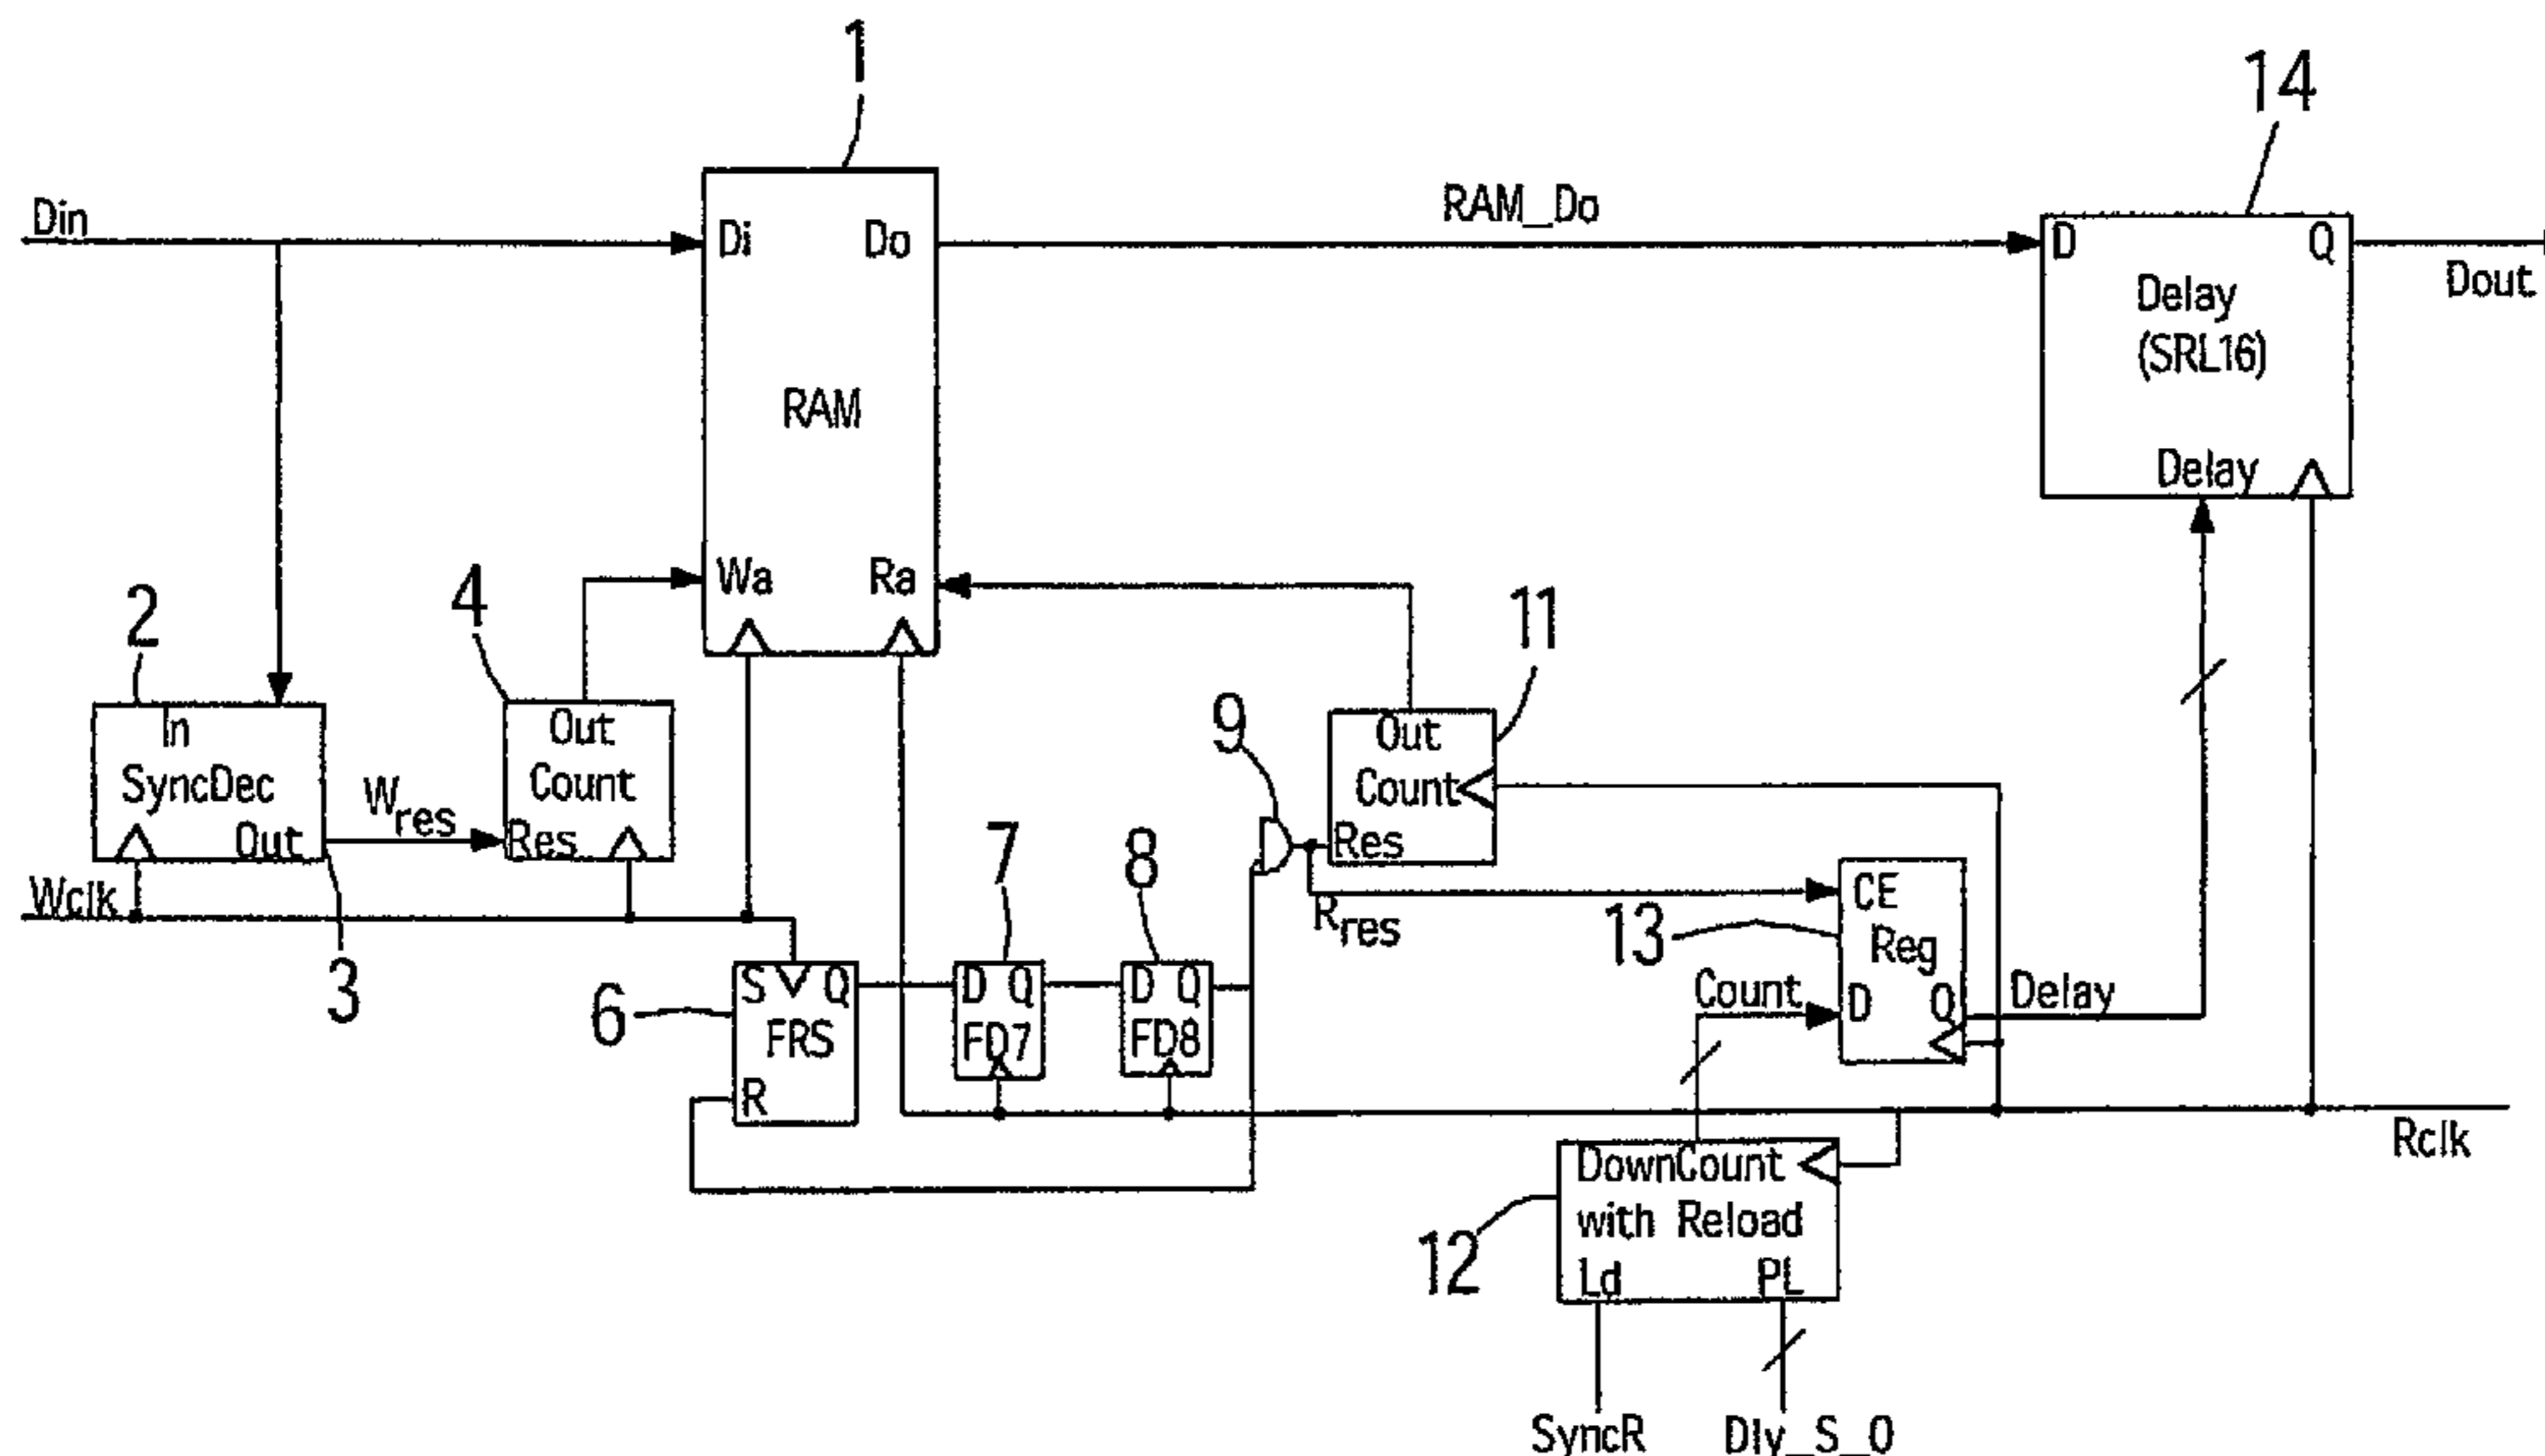 1
14
Din
Di
Do
RAM_Do
D
Q
Dout
Delay
(SRL16)
RAM
Delay
Wa
Ra
2
4
11
In
SyncDec
Out
Wres
Out
Count
Res
9
Out
Count
Res
Wclk
3
7
8
Rres
13
CE
Reg
D
Q
Count
Delay
6
S
Q
FRS
R
D
Q
FD7
D
Q
FD8
Rclk
12
DownCount
with Reload
Ld
PL
SyncR
Dly_S_O